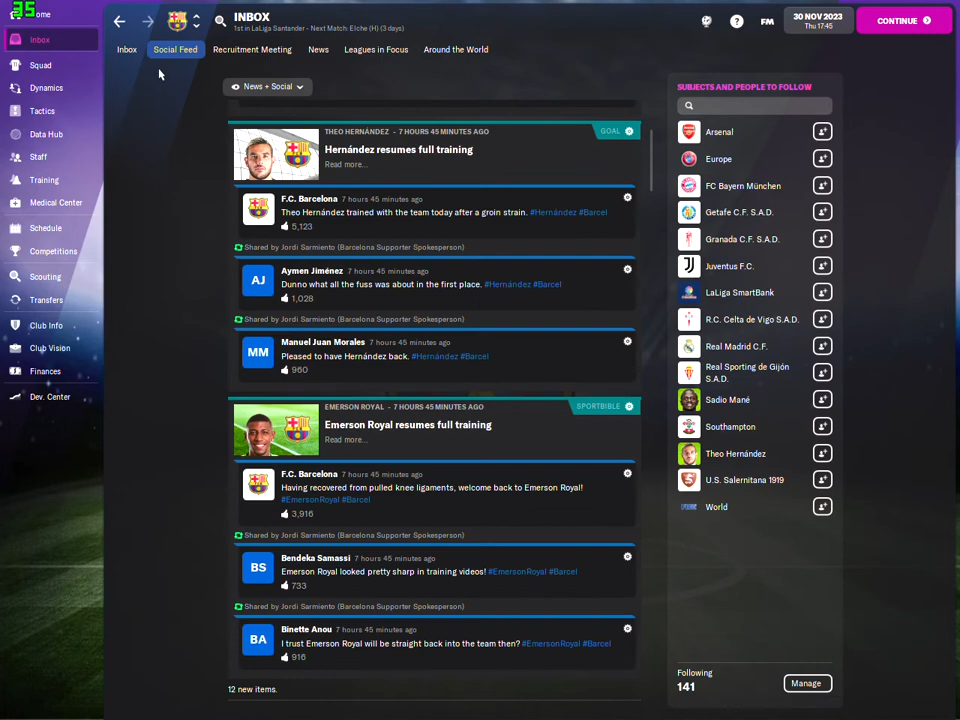 35
ome
INBOX
1st in LaLiga Santander - Next Match: Elche (H) (3 days)
?
FM
30 NOV 2023
Thu 17:45
CONTINUE
Inbox
Social Feed
Recruitment Meeting
News
Leagues in Focus
Around the World
Inbox
Squad
Dynamics
Tactics
Data Hub
Staff
Training
Medical Center
Schedule
Competitions
Scouting
Transfers
Club Info
Club Vision
Finances
Dev. Center
News + Social
THEO HERNÁNDEZ - 7 HOURS 45 MINUTES AGO
GOAL
Hernández resumes full training
Read more...
F.C. Barcelona 7 hours 45 minutes ago
Theo Hernández trained with the team today after a groin strain. #Hernández #Barcel
5,123
Shared by Jordi Sarmiento (Barcelona Supporter Spokesperson)
AJ
Aymen Jiménez 7 hours 45 minutes ago
Dunno what all the fuss was about in the first place. #Hernández #Barcel
1,028
Shared by Jordi Sarmiento (Barcelona Supporter Spokesperson)
MM
Manuel Juan Morales 7 hours 45 minutes ago
Pleased to have Hernández back. #Hernández #Barcel
960
EMERSON ROYAL - 7 HOURS 45 MINUTES AGO
SPORTBIBLE
Emerson Royal resumes full training
Read more...
F.C. Barcelona 7 hours 45 minutes ago
Having recovered from pulled knee ligaments, welcome back to Emerson Royal!
#EmersonRoyal #Barcel
3,916
Shared by Jordi Sarmiento (Barcelona Supporter Spokesperson)
BS
Bendeka Samassi 7 hours 45 minutes ago
Emerson Royal looked pretty sharp in training videos! #EmersonRoyal #Barcel
733
Shared by Jordi Sarmiento (Barcelona Supporter Spokesperson)
BA
Binette Anou 7 hours 45 minutes ago
I trust Emerson Royal will be straight back into the team then? #EmersonRoyal #Barcel
916
12 new items.
SUBJECTS AND PEOPLE TO FOLLOW
Arsenal
Europe
FC Bayern München
Getafe C.F. S.A.D.
Granada C.F. S.A.D.
Juventus F.C.
LaLiga SmartBank
R.C. Celta de Vigo S.A.D.
Real Madrid C.F.
Real Sporting de Gijón
S.A.D.
Sadio Mané
Southampton
Theo Hernández
U.S. Salernitana 1919
World
Following
141
Manage